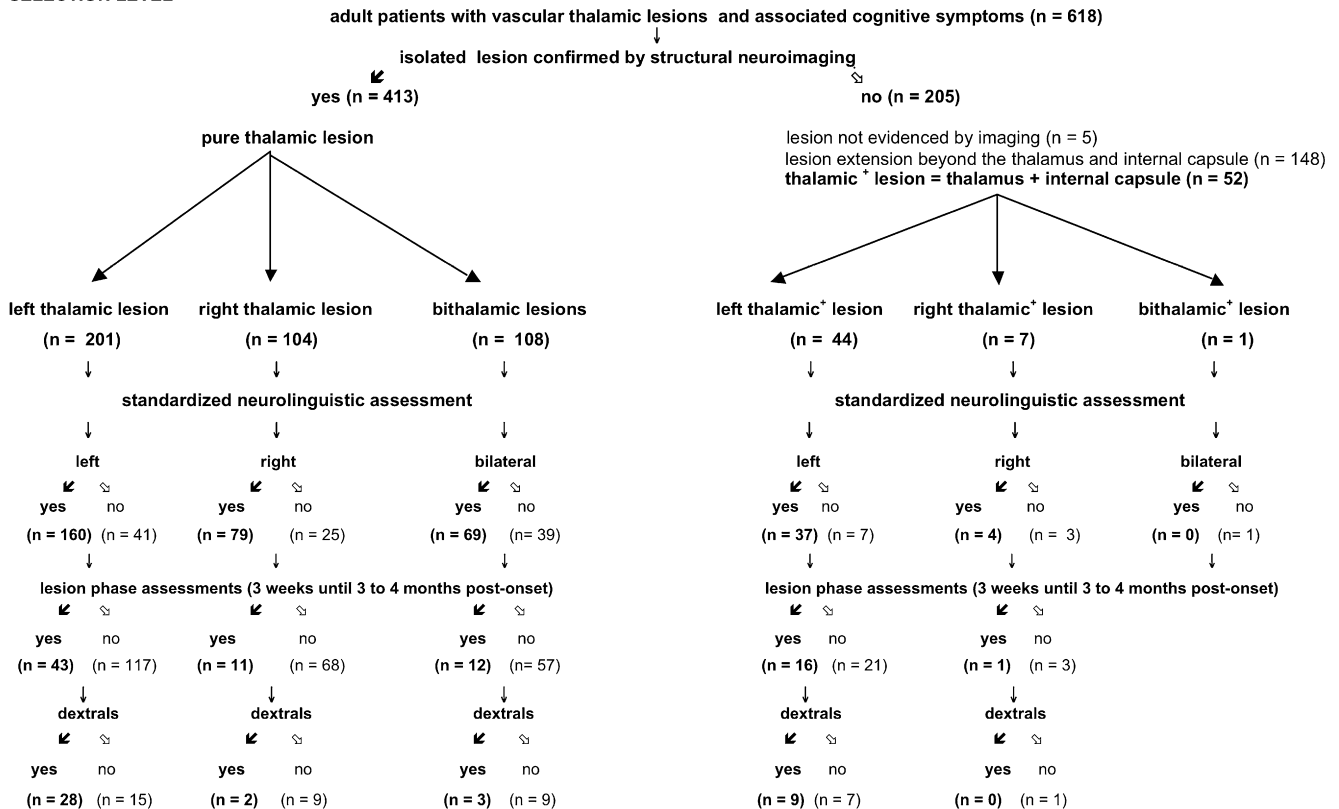 adult patients with vascular thalamic lesions and associated cognitive symptoms (n = 618)
isolated lesion confirmed by structural neuroimaging
yes (n = 413) no (n = 205)
pure thalamic lesion
lesion not evidenced by imaging (n = 5)
lesion extension beyond the thalamus and internal capsule (n = 148)
thalamic + lesion = thalamus + internal capsule (n = 52)
left thalamic lesion right thalamic lesion bithalamic lesions left thalamic+ lesion right thalamic+ lesion bithalamic+ lesion
(n = 201) (n = 104) (n = 108) (n = 44) (n = 7) (n = 1)
standardized neurolinguistic assessment standardized neurolinguistic assessment
left right bilateral left right bilateral
yes no yes no yes no yes no yes no yes no
(n = 160) (n = 41) (n = 79) (n = 25) (n = 69) (n= 39) (n = 37) (n = 7) (n = 4) (n = 3) (n = 0) (n= 1)
lesion phase assessments (3 weeks until 3 to 4 months post-onset) lesion phase assessments (3 weeks until 3 to 4 months post-onset)
yes no yes no yes no yes no yes no
(n = 43) (n = 117) (n = 11) (n = 68) (n = 12) (n= 57) (n = 16) (n = 21) (n = 1) (n = 3)
dextrals dextrals dextrals dextrals dextrals
yes no yes no yes no yes no yes no
(n = 28) (n = 15) (n = 2) (n = 9) (n = 3) (n = 9) (n = 9) (n = 7) (n = 0) (n = 1)